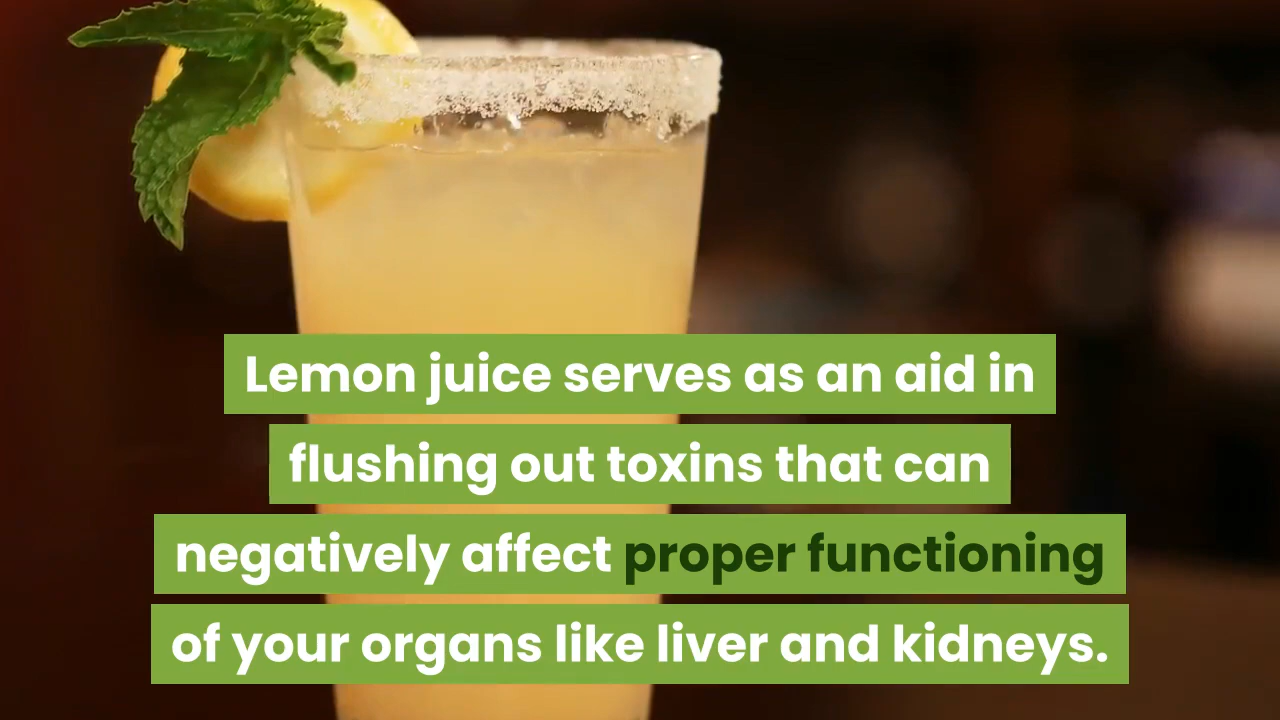 Lemon juice serves as an aid in
flushing out toxins that can
negatively affect proper functioning
of your organs like liver and kidneys.